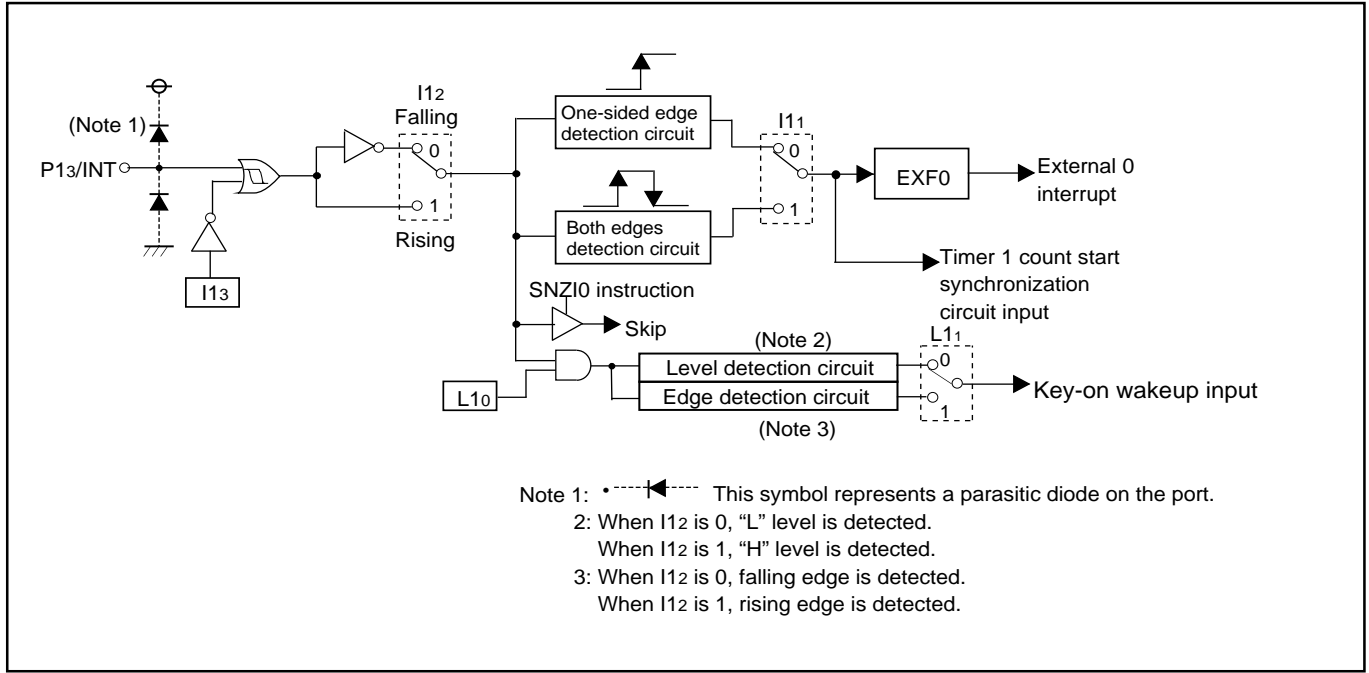 I12
Falling
0
1
Rising
(Note 1)
P13/INT
I13
One-sided edge
detection circuit
Both edges
detection circuit
I11
0
1
EXF0
External 0
interrupt
Timer 1 count start
synchronization
circuit input
SNZI0 instruction
Skip
L10
(Note 2)
Level detection circuit
Edge detection circuit
(Note 3)
L11
0
1
Key-on wakeup input
Note 1: This symbol represents a parasitic diode on the port.
2: When I12 is 0, “L” level is detected.
When I12 is 1, “H” level is detected.
3: When I12 is 0, falling edge is detected.
When I12 is 1, rising edge is detected.